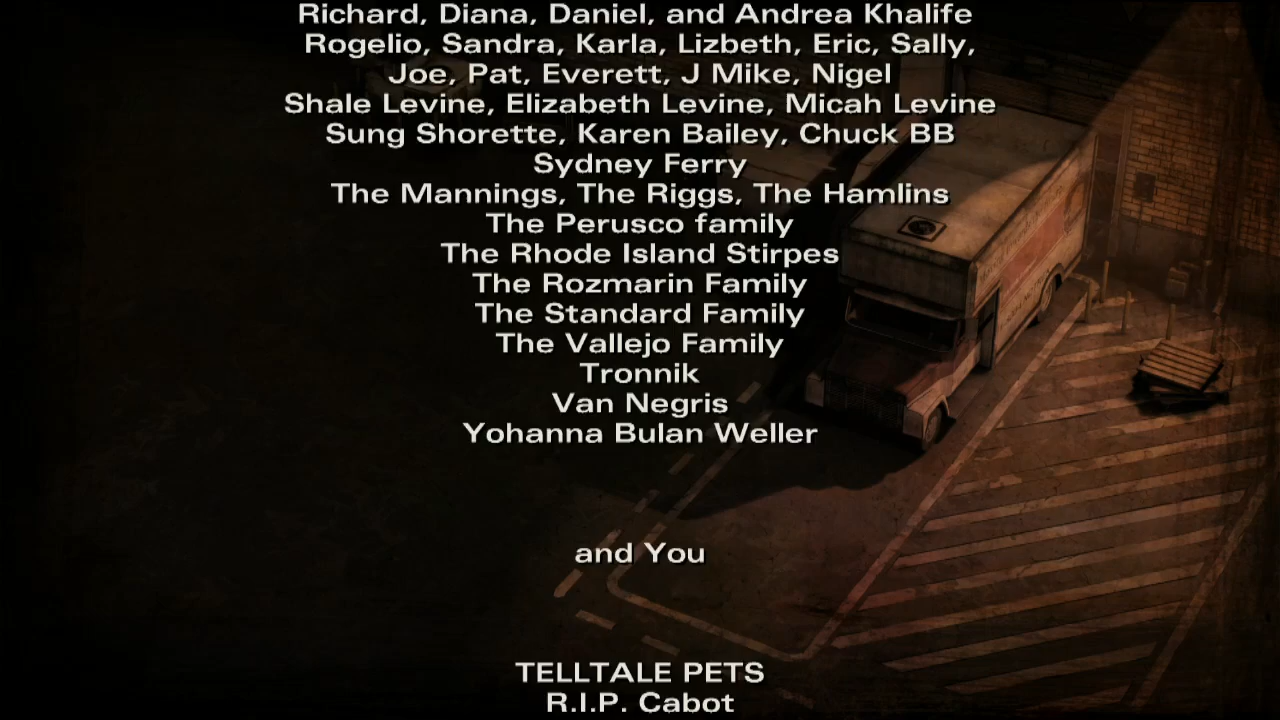 Richard, Diana, Daniel, and Andrea Khalife
Rogelio, Sandra, Karla, Lizbeth, Eric, Sally,
Joe, Pat, Everett, J Mike, Nigel
Shale Levine, Elizabeth Levine, Micah Levine
Sung Shorette, Karen Bailey, Chuck BB
Sydney Ferry
The Mannings, The Riggs, The Hamlins
The Perusco family
The Rhode Island Stirpes
The Rozmarin Family
The Standard Family
The Vallejo Family
Tronnik
Van Negris
Yohanna Bulan Weller
and You
TELLTALE PETS
R.I.P. Cabot